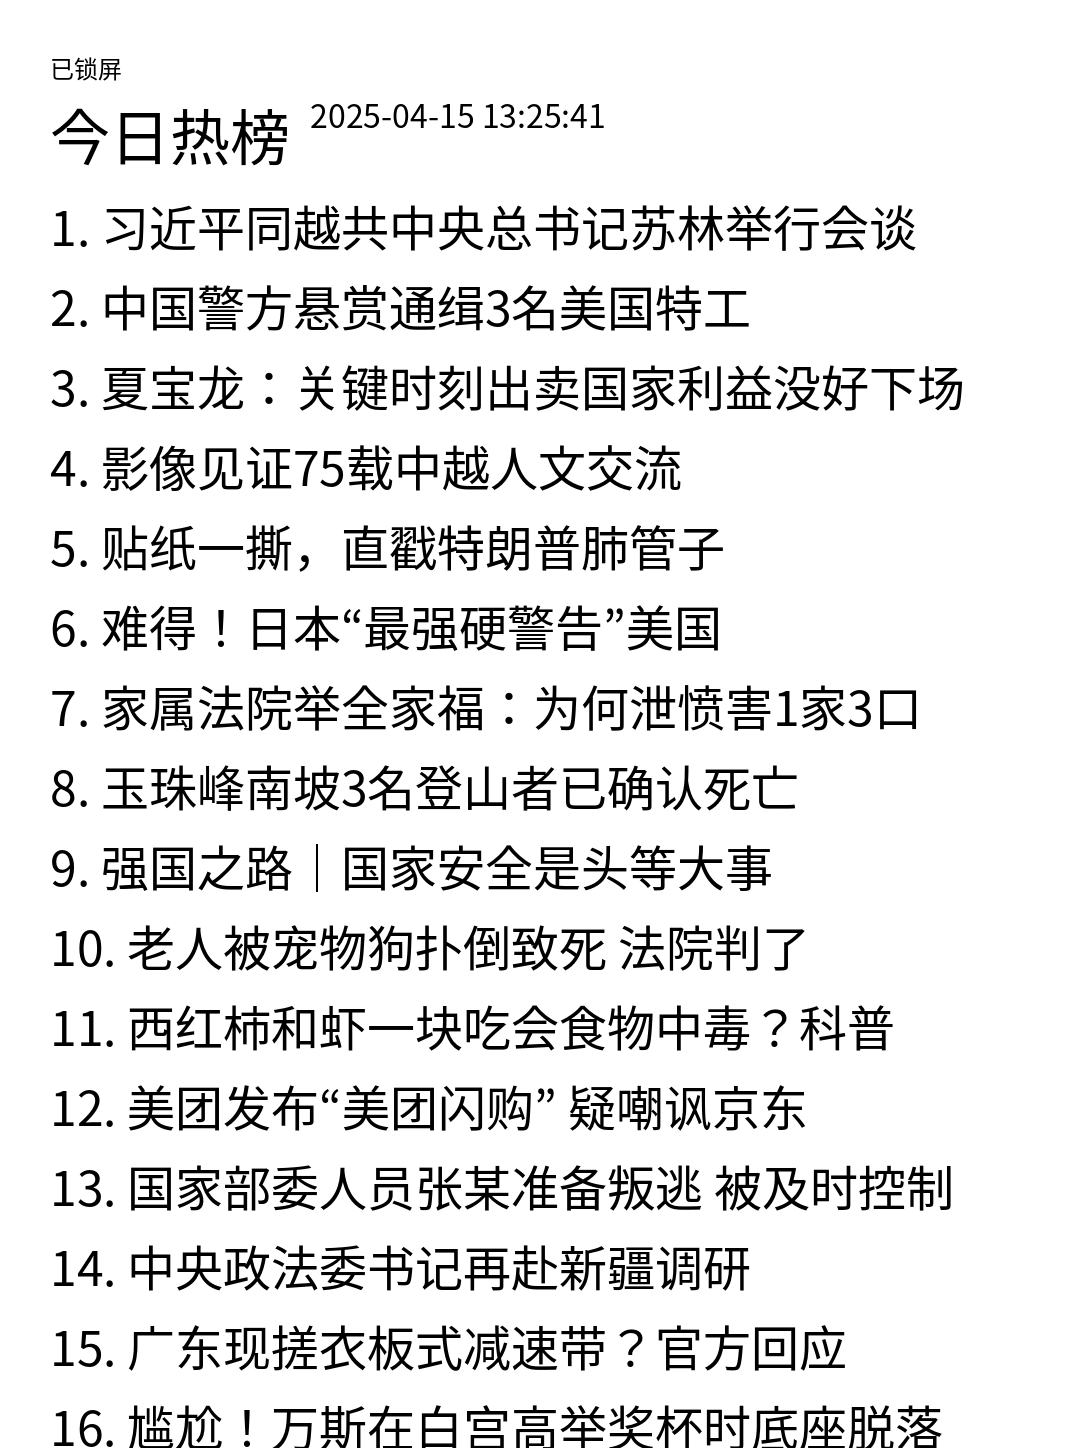 已锁屏
今日热榜 2025-04-15 13:25:41
1. 习近平同越共中央总书记苏林举行会谈
2. 中国警方悬赏通缉3名美国特工
3. 夏宝龙：关键时刻出卖国家利益没好下场
4. 影像见证75载中越人文交流
5. 贴纸一撕，直戳特朗普肺管子
6. 难得！日本“最强硬警告”美国
7. 家属法院举全家福：为何泄愤害1家3口
8. 玉珠峰南坡3名登山者已确认死亡
9. 强国之路｜国家安全是头等大事
10. 老人被宠物狗扑倒致死 法院判了
11. 西红柿和虾一块吃会食物中毒？科普
12. 美团发布“美团闪购” 疑嘲讽京东
13. 国家部委人员张某准备叛逃 被及时控制
14. 中央政法委书记再赴新疆调研
15. 广东现搓衣板式减速带？官方回应
16. 尴尬！万斯在白宫高举奖杯时底座脱落